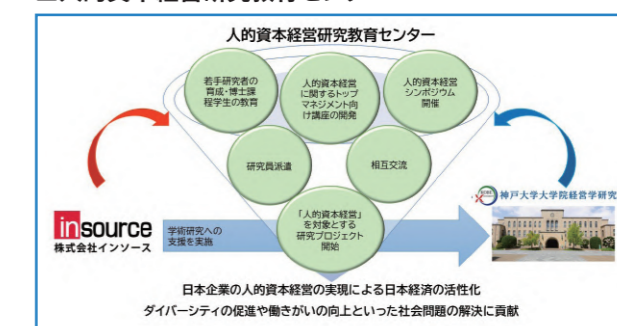 人的資本経営研究教育センター
若手研究者の
育成・博士課
程学生の教育
人的資本経営
に関するトップ
マネジメント向
け講座の開発
人的資本経営
シンポジウム
開催
研究員派遣
相互交流
「人的資本経営」
を対象とする
研究プロジェクト
開始
insource
株式会社インソース
学術研究への
支援を実施
神戸大学大学院経営学研究
日本企業の人的資本経営の実現による日本経済の活性化
ダイバーシティの促進や働きがいの向上といった社会問題の解決に貢献